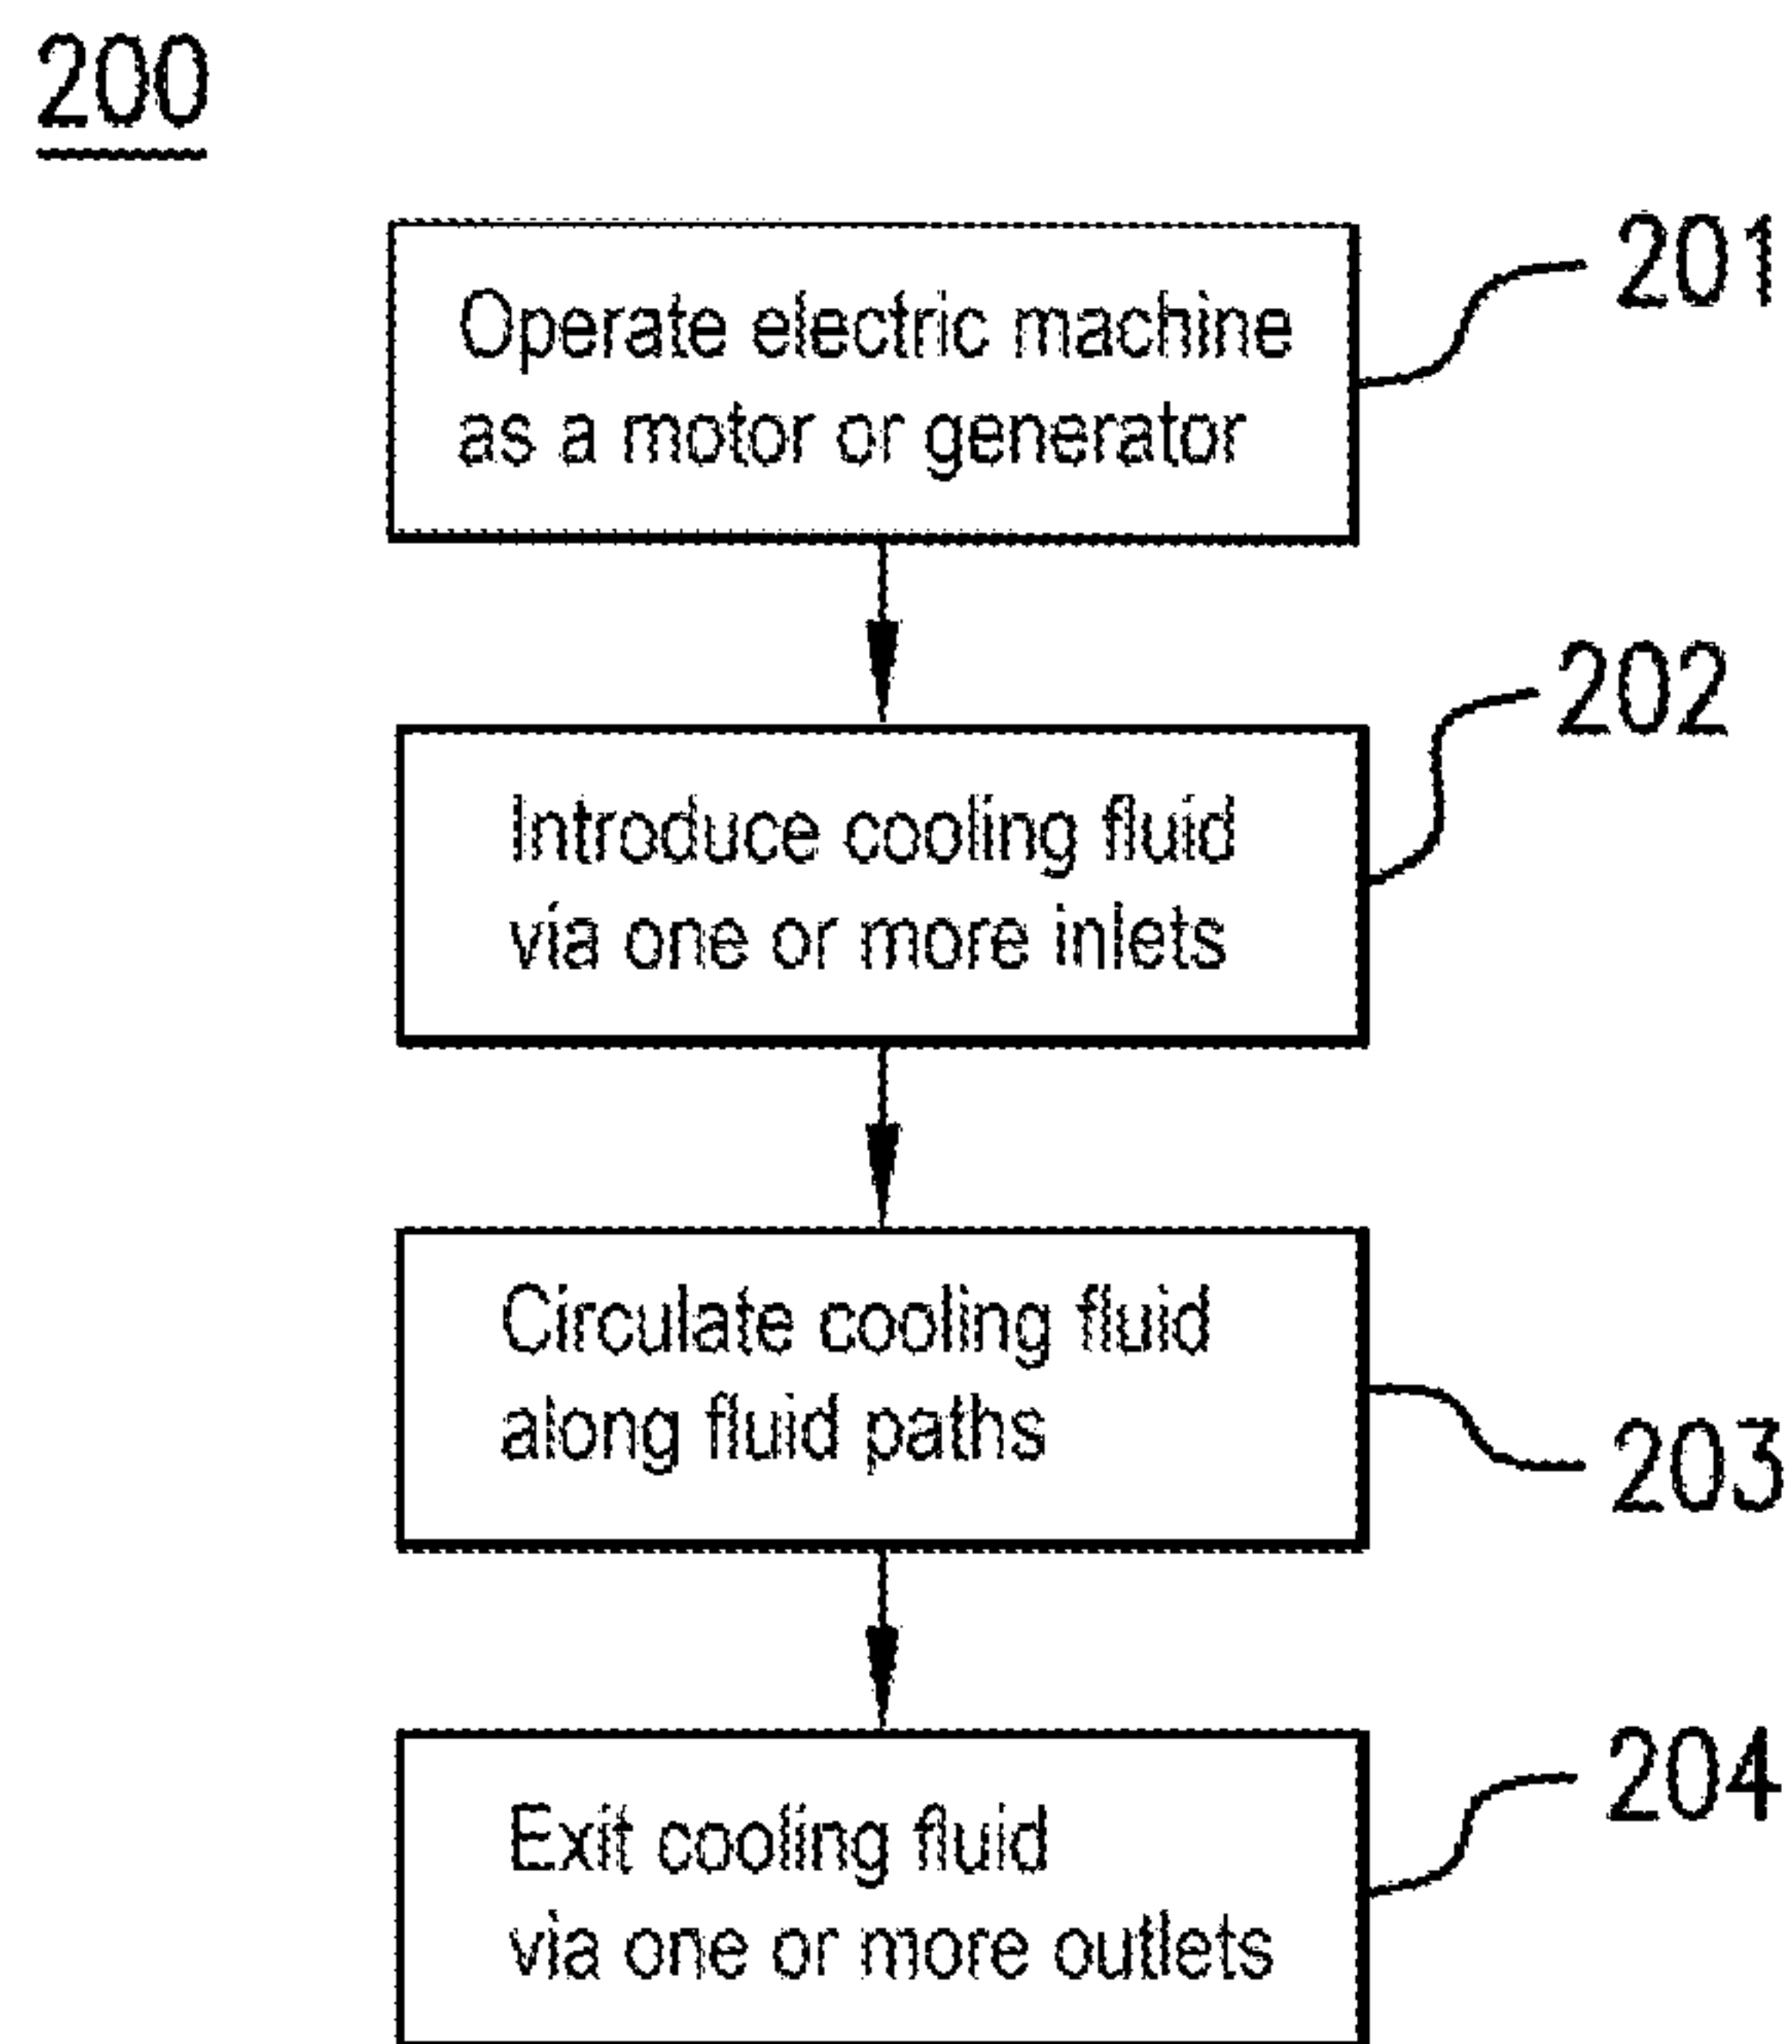 200
Operate electric machine
as a motor or generator
201
Introduce cooling fluid
via one or more inlets
202
Circulate cooling fluid
along fluid paths
203
Exit cooling fluid
via one or more outlets
204